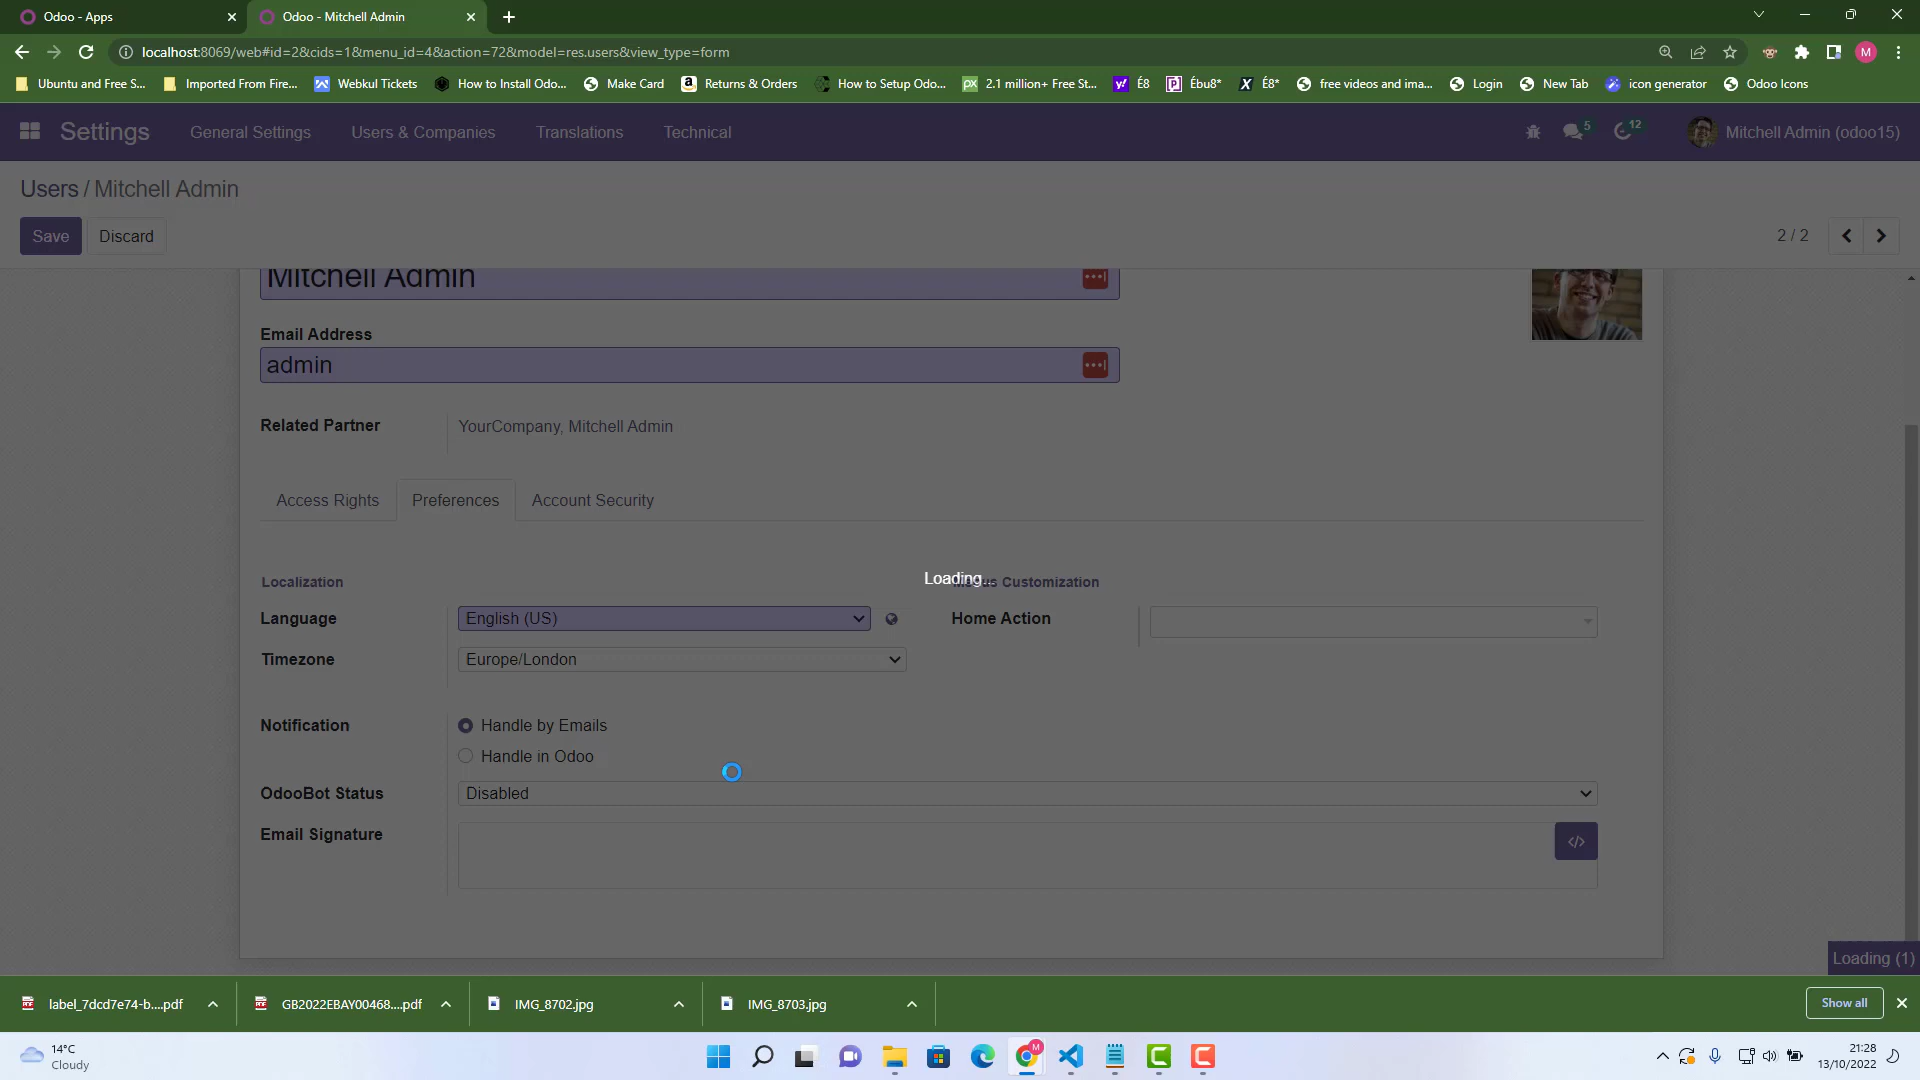 Odoo - Apps
Odoo - Mitchell Admin
localhost:8069/web#id=2&cids=1&menu_id=4&action=72&model=res.users&view_type=form
M
Ubuntu and Free S...
Imported From Fire...
Webkul Tickets
How to Install Odo...
Make Card
Returns & Orders
How to Setup Odo...
2.1 million+ Free St...
É8
Ébu8*
É8*
free videos and ima...
Login
New Tab
icon generator
Odoo Icons
Settings
General Settings
Users & Companies
Translations
Technical
5
12
Mitchell Admin (odoo15)
Users / Mitchell Admin
Save
Discard
2 / 2
Mitchell Admin
Email Address
admin
Related Partner
YourCompany, Mitchell Admin
Access Rights
Preferences
Account Security
Loading...
Localization
Customization
Language
English (US)
Home Action
Timezone
Europe/London
Notification
Handle by Emails
Handle in Odoo
OdooBot Status
Disabled
Email Signature
</>
Loading (1)
label_7dcd7e74-b....pdf
GB2022EBAY00468....pdf
IMG_8702.jpg
IMG_8703.jpg
Show all
14°C
Cloudy
21:28
13/10/2022